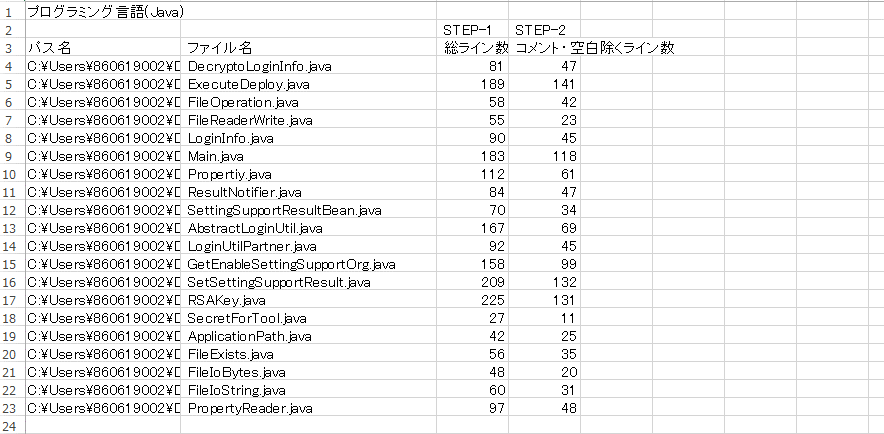 1 プログラミング言語(Java)
2 STEP-1 STEP-2
3 パス名 ファイル名 総ライン数 コメント・空白除くライン数
4 C:¥Users¥860619002¥D DecryptoLoginInfo.java 81 47
5 C:¥Users¥860619002¥D ExecuteDeploy.java 189 141
6 C:¥Users¥860619002¥D FileOperation.java 58 42
7 C:¥Users¥860619002¥D FileReaderWrite.java 55 23
8 C:¥Users¥860619002¥D LoginInfo.java 90 45
9 C:¥Users¥860619002¥D Main.java 183 118
10 C:¥Users¥860619002¥D Propertiy.java 112 61
11 C:¥Users¥860619002¥D ResultNotifier.java 84 47
12 C:¥Users¥860619002¥D SettingSupportResultBean.java 70 34
13 C:¥Users¥860619002¥D AbstractLoginUtil.java 167 69
14 C:¥Users¥860619002¥D LoginUtilPartner.java 92 45
15 C:¥Users¥860619002¥D GetEnableSettingSupportOrg.java 158 99
16 C:¥Users¥860619002¥D SetSettingSupportResult.java 209 132
17 C:¥Users¥860619002¥D RSAKey.java 225 131
18 C:¥Users¥860619002¥D SecretForTool.java 27 11
19 C:¥Users¥860619002¥D ApplicationPath.java 42 25
20 C:¥Users¥860619002¥D FileExists.java 56 35
21 C:¥Users¥860619002¥D FileIoBytes.java 48 20
22 C:¥Users¥860619002¥D FileIoString.java 60 31
23 C:¥Users¥860619002¥D PropertyReader.java 97 48
24